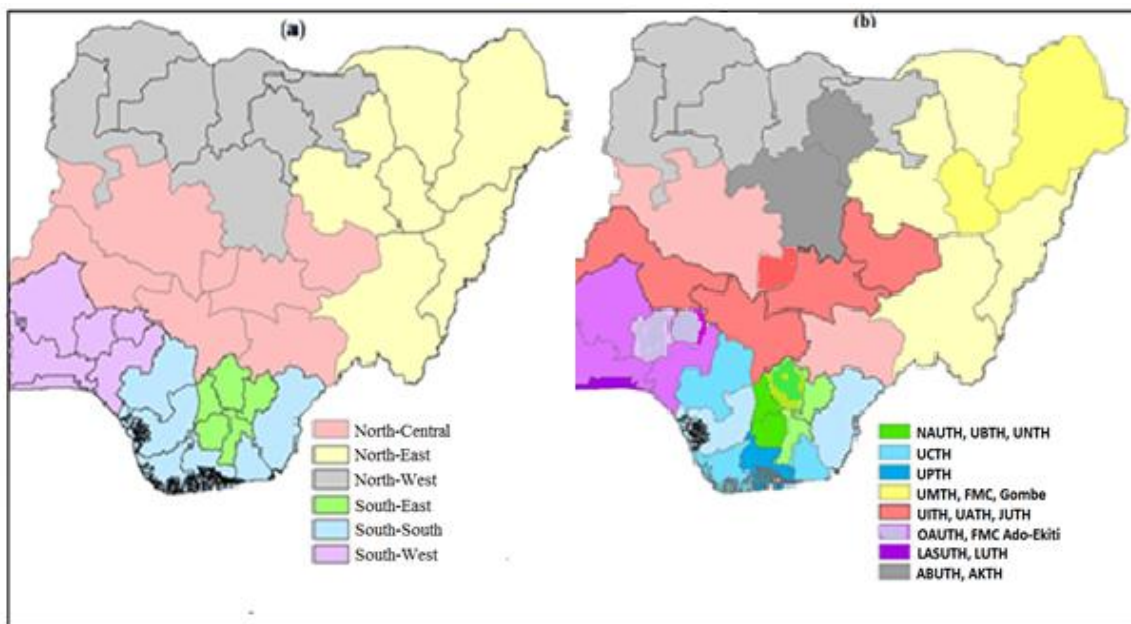 (a)
(b)
North-Central
North-East
North-West
South-East
South-South
South-West
NAUTH, UBTH, UNTH
UCTH
UPTH
UMTH, FMC, Gombe
UITH, UATH, JUTH
OAUTH, FMC Ado-Ekiti
LASUTH, LUTH
ABUTH, AKTH